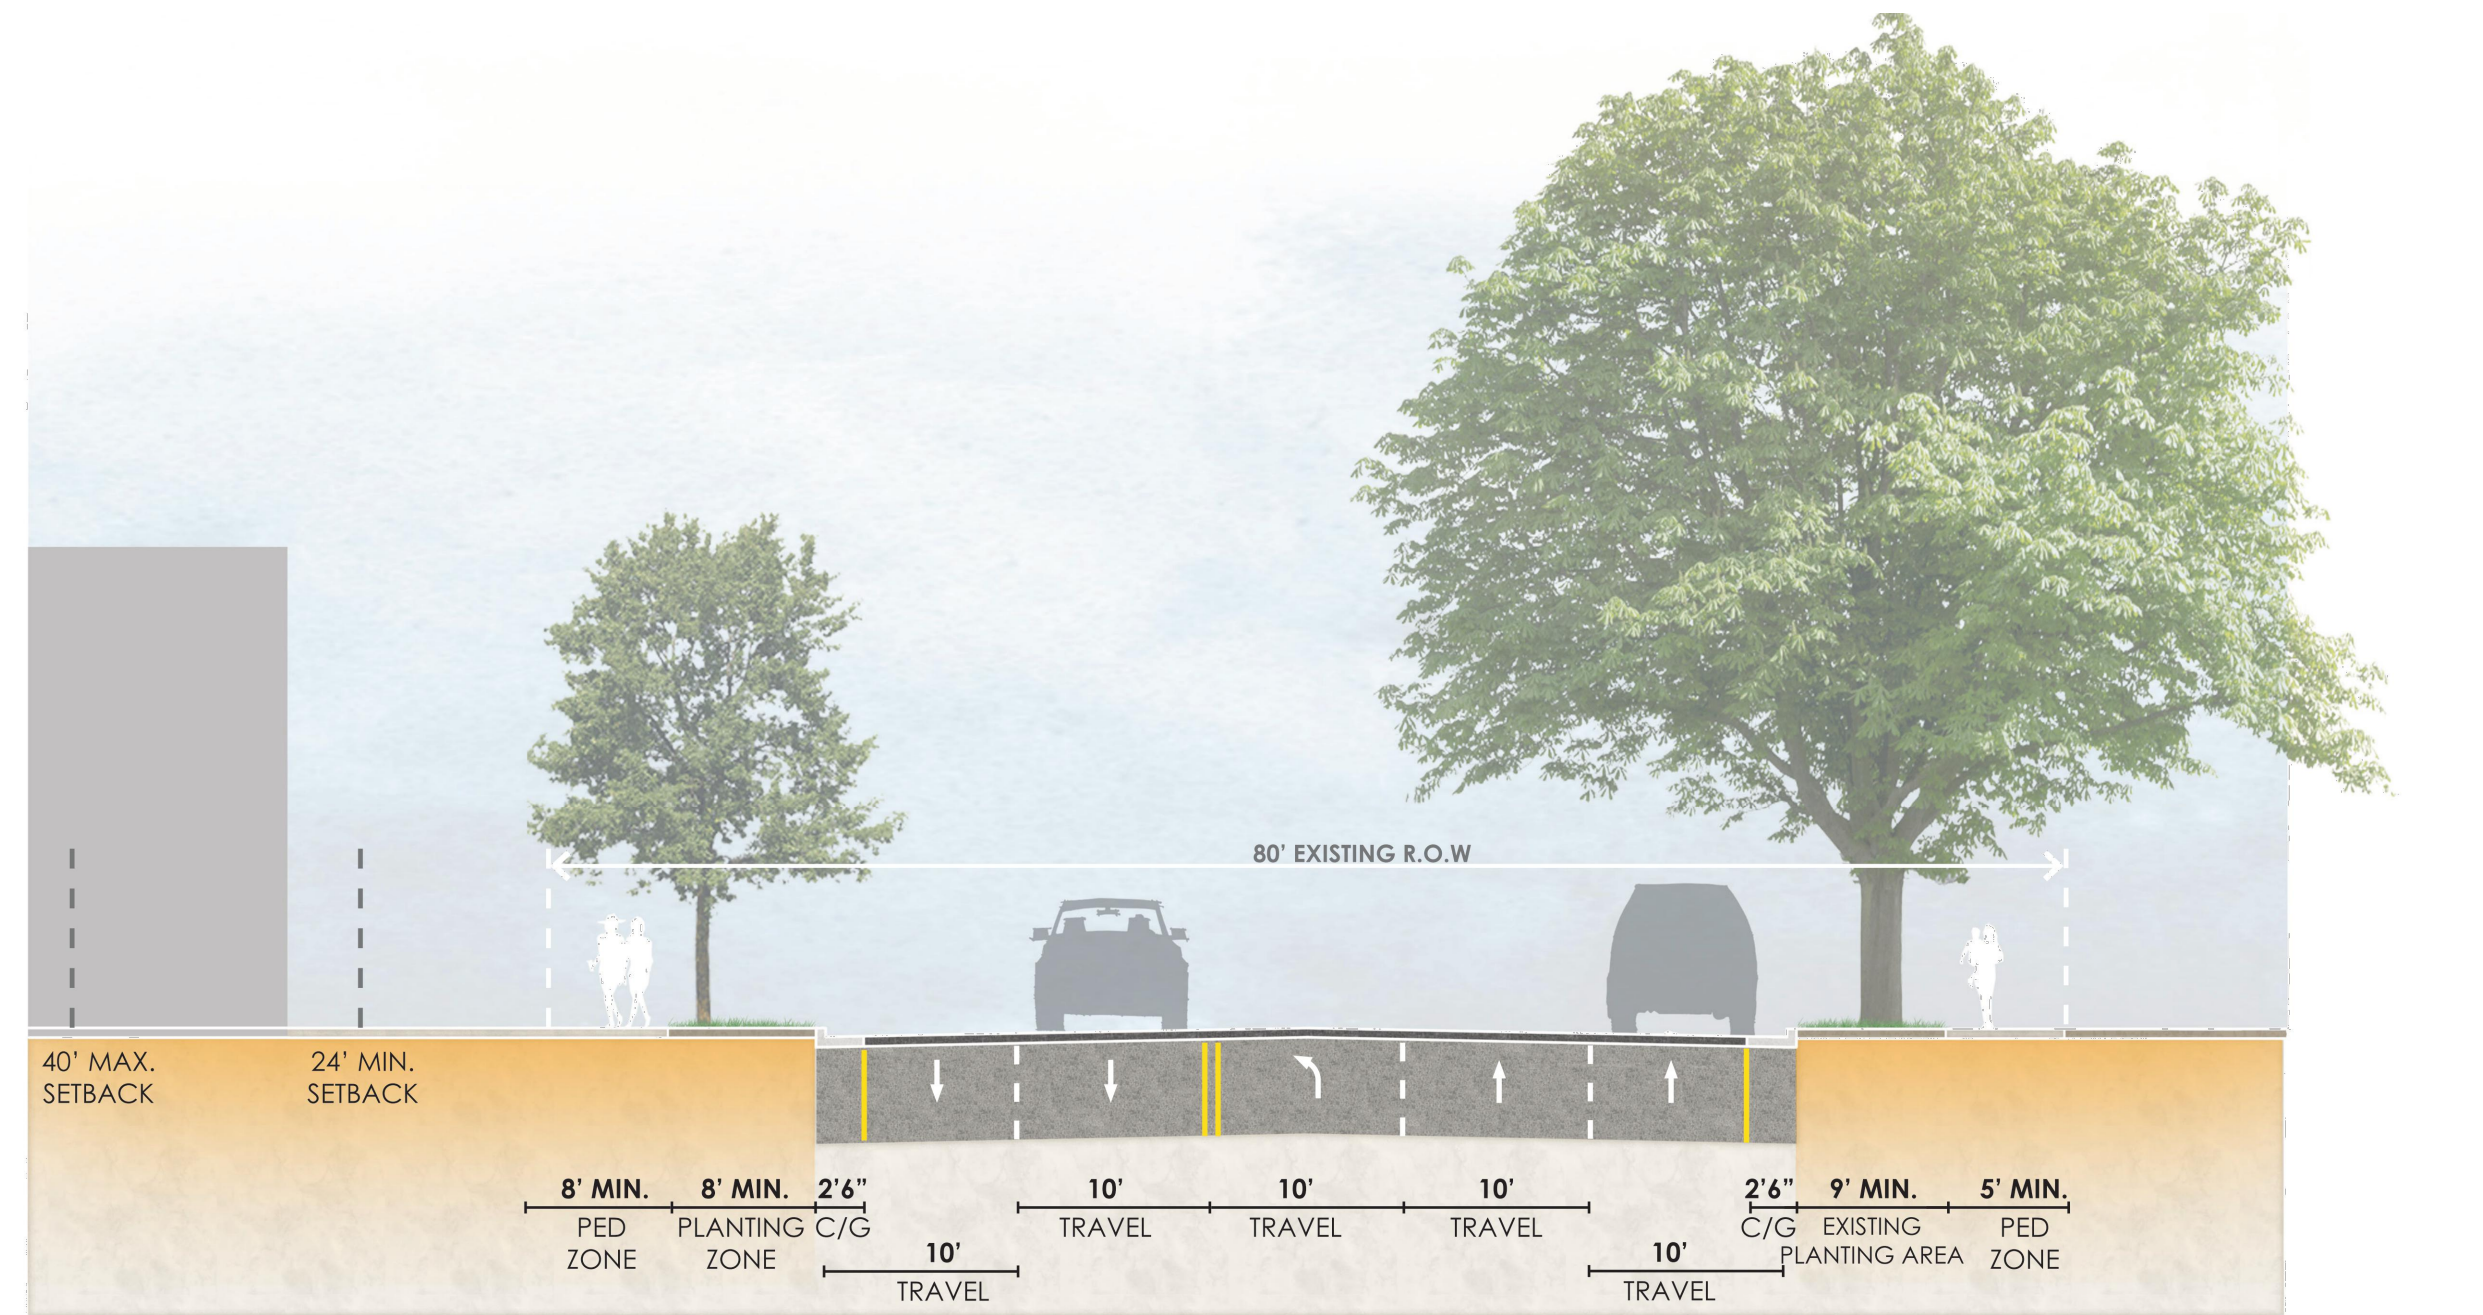 80’ EXISTING R.O.W
40’ MAX.
SETBACK
24’ MIN.
SETBACK
8’ MIN.
PED
ZONE
8’ MIN.
PLANTING
ZONE
2’6”
C/G
10’
TRAVEL
10’
TRAVEL
10’
TRAVEL
10’
TRAVEL
10’
TRAVEL
2’6”
C/G
9’ MIN.
EXISTING
PLANTING AREA
5’ MIN.
PED
ZONE